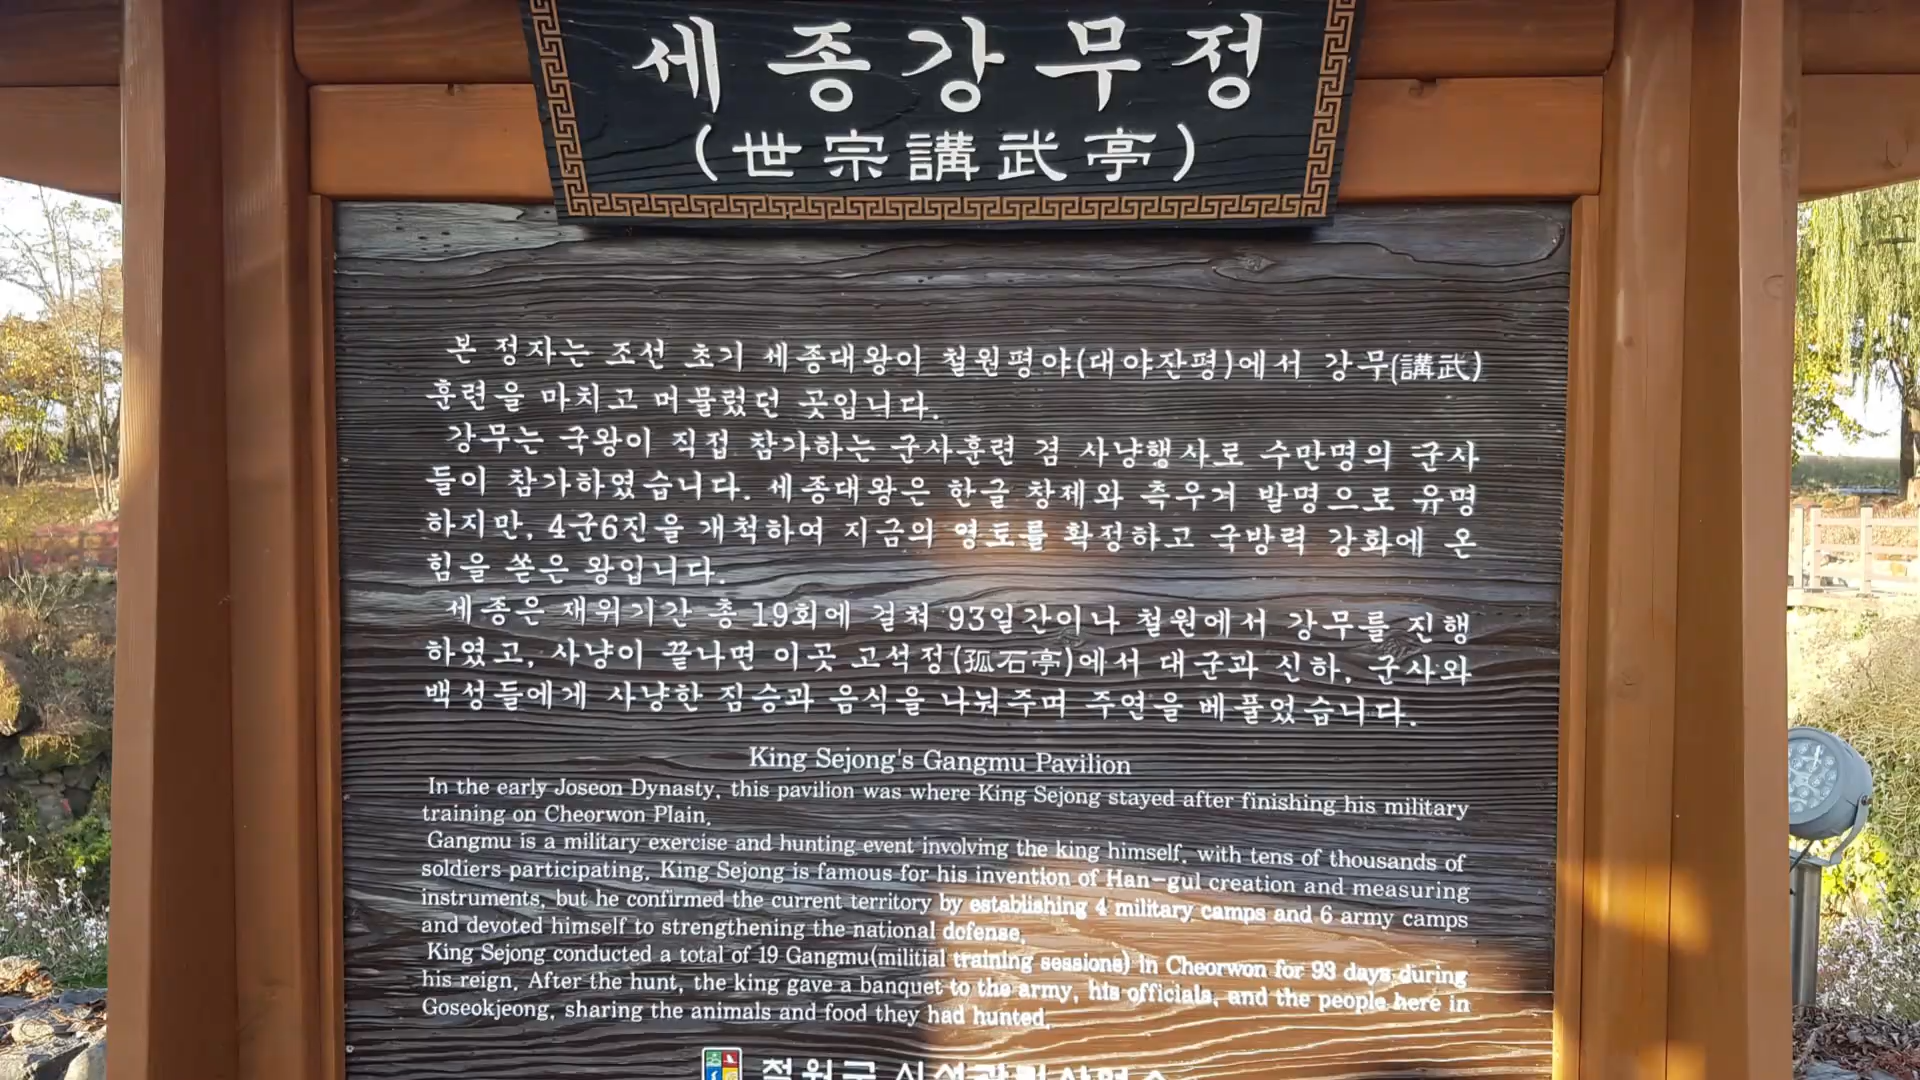 세종강무정
(世宗講武亭)
본 정자는 조선 초기 세종대왕이 철원평야(대야잔평)에서 강무(講武)
훈련을 마치고 머물렀던 곳입니다.
강무는 국왕이 직접 참가하는 군사훈련 겸 사냥행사로 수만명의 군사
들이 참가하였습니다. 세종대왕은 한글 창제와 측우거 발명으로 유명
하지만, 4군6진을 개척하여 지금의 영토를 확정하고 국방력 강화에 온
힘을 쏟은 왕입니다.
세종은 재위기간 총 19회에 걸쳐 93일간이나 철원에서 강무를 진행
하였고, 사냥이 끝나면 이곳 고석정(孤石亭)에서 대군과 신하, 군사와
백성들에게 사냥한 짐승과 음식을 나눠주며 주연을 베풀었습니다.
King Sejong's Gangmu Pavilion
In the early Joseon Dynasty, this pavilion was where King Sejong stayed after finishing his military
training on Cheorwon Plain.
Gangmu is a military exercise and hunting event involving the king himself, with tens of thousands of
soldiers participating. King Sejong is famous for his invention of Han-gul creation and measuring
instruments, but he confirmed the current territory by establishing 4 military camps and 6 army camps
and devoted himself to strengthening the national defense.
King Sejong conducted a total of 19 Gangmu(militial training sessions) in Cheorwon for 93 days during
his reign. After the hunt, the king gave a banquet to the army, his officials, and the people here in
Goseokjeong, sharing the animals and food they had hunted.
철원군 시설관리사업소